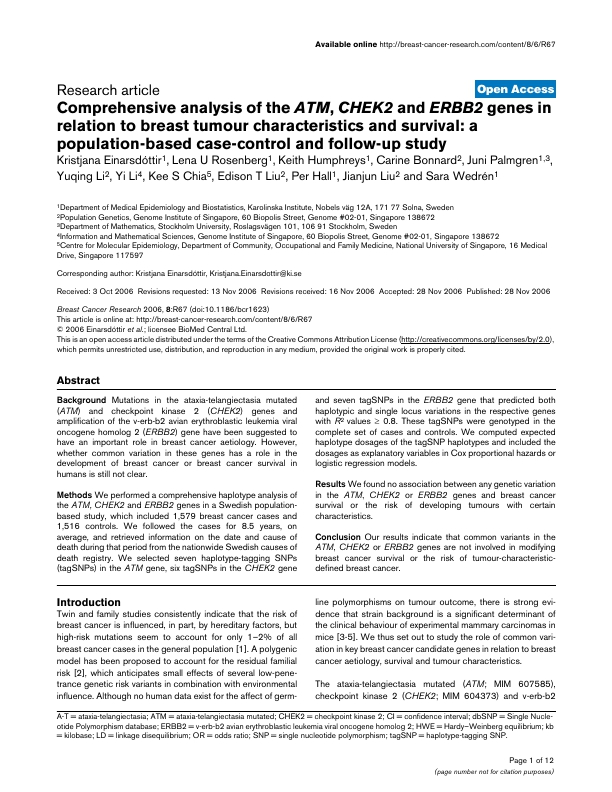 Available online http://breast-cancer-research.com/content/8/6/R67
Research article
Open Access
Comprehensive analysis of the ATM, CHEK2 and ERBB2 genes in
relation to breast tumour characteristics and survival: a
population-based case-control and follow-up study
Kristjana Einarsdóttir1, Lena U Rosenberg1, Keith Humphreys1, Carine Bonnard2, Juni Palmgren1,3,
Yuqing Li2, Yi Li4, Kee S Chia5, Edison T Liu2, Per Hall1, Jianjun Liu2 and Sara Wedrén1
1Department of Medical Epidemiology and Biostatistics, Karolinska Institute, Nobels väg 12A, 171 77 Solna, Sweden
2Population Genetics, Genome Institute of Singapore, 60 Biopolis Street, Genome #02-01, Singapore 138672
3Department of Mathematics, Stockholm University, Roslagsvägen 101, 106 91 Stockholm, Sweden
4Information and Mathematical Sciences, Genome Institute of Singapore, 60 Biopolis Street, Genome #02-01, Singapore 138672
5Centre for Molecular Epidemiology, Department of Community, Occupational and Family Medicine, National University of Singapore, 16 Medical
Drive, Singapore 117597
Corresponding author: Kristjana Einarsdóttir, Kristjana.Einarsdottir@ki.se
Received: 3 Oct 2006 Revisions requested: 13 Nov 2006 Revisions received: 16 Nov 2006 Accepted: 28 Nov 2006 Published: 28 Nov 2006
Breast Cancer Research 2006, 8:R67 (doi:10.1186/bcr1623)
This article is online at: http://breast-cancer-research.com/content/8/6/R67
© 2006 Einarsdóttir et al.; licensee BioMed Central Ltd.
This is an open access article distributed under the terms of the Creative Commons Attribution License (http://creativecommons.org/licenses/by/2.0),
which permits unrestricted use, distribution, and reproduction in any medium, provided the original work is properly cited.
Abstract
Background Mutations in the ataxia-telangiectasia mutated
(ATM) and checkpoint kinase 2 (CHEK2) genes and
amplification of the v-erb-b2 avian erythroblastic leukemia viral
oncogene homolog 2 (ERBB2) gene have been suggested to
have an important role in breast cancer aetiology. However,
whether common variation in these genes has a role in the
development of breast cancer or breast cancer survival in
humans is still not clear.
Methods We performed a comprehensive haplotype analysis of
the ATM, CHEK2 and ERBB2 genes in a Swedish population-
based study, which included 1,579 breast cancer cases and
1,516 controls. We followed the cases for 8.5 years, on
average, and retrieved information on the date and cause of
death during that period from the nationwide Swedish causes of
death registry. We selected seven haplotype-tagging SNPs
(tagSNPs) in the ATM gene, six tagSNPs in the CHEK2 gene
and seven tagSNPs in the ERBB2 gene that predicted both
haplotypic and single locus variations in the respective genes
with R2 values ≥ 0.8. These tagSNPs were genotyped in the
complete set of cases and controls. We computed expected
haplotype dosages of the tagSNP haplotypes and included the
dosages as explanatory variables in Cox proportional hazards or
logistic regression models.
Results We found no association between any genetic variation
in the ATM, CHEK2 or ERBB2 genes and breast cancer
survival or the risk of developing tumours with certain
characteristics.
Conclusion Our results indicate that common variants in the
ATM, CHEK2 or ERBB2 genes are not involved in modifying
breast cancer survival or the risk of tumour-characteristic-
defined breast cancer.
Introduction
Twin and family studies consistently indicate that the risk of
breast cancer is influenced, in part, by hereditary factors, but
high-risk mutations seem to account for only 1–2% of all
breast cancer cases in the general population [1]. A polygenic
model has been proposed to account for the residual familial
risk [2], which anticipates small effects of several low-pene-
trance genetic risk variants in combination with environmental
influence. Although no human data exist for the affect of germ-
line polymorphisms on tumour outcome, there is strong evi-
dence that strain background is a significant determinant of
the clinical behaviour of experimental mammary carcinomas in
mice [3-5]. We thus set out to study the role of common vari-
ation in key breast cancer candidate genes in relation to breast
cancer aetiology, survival and tumour characteristics.
The ataxia-telangiectasia mutated (ATM; MIM 607585),
checkpoint kinase 2 (CHEK2; MIM 604373) and v-erb-b2
A-T = ataxia-telangiectasia; ATM = ataxia-telangiectasia mutated; CHEK2 = checkpoint kinase 2; CI = confidence interval; dbSNP = Single Nucle-
otide Polymorphism database; ERBB2 = v-erb-b2 avian erythroblastic leukemia viral oncogene homolog 2; HWE = Hardy–Weinberg equilibrium; kb
= kilobase; LD = linkage disequilibrium; OR = odds ratio; SNP = single nucleotide polymorphism; tagSNP = haplotype-tagging SNP.
Page 1 of 12
(page number not for citation purposes)